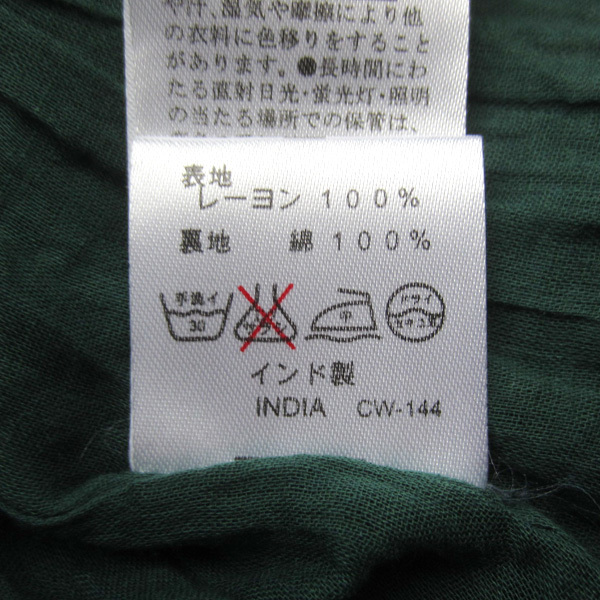 や汗、湿気や摩擦により他
の衣料に色移りをすること
があります。●長時間にわ
たる直射日光・蛍光灯・照明
の当たる場所での保管は、
表地
レーヨン 100%
裏地 綿 100%
手洗イ 30 中 ドライ
インド製
INDIA CW-144